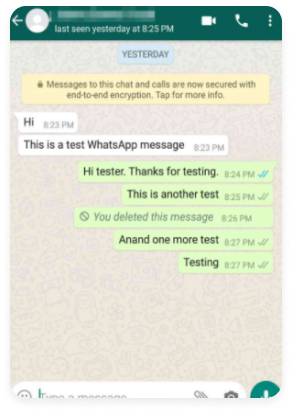 last seen yesterday at 8:25 PM
YESTERDAY
Messages to this chat and calls are now secured with
end-to-end encryption. Tap for more info.
Hi 8:23 PM
This is a test WhatsApp message 8:23 PM
Hi tester. Thanks for testing. 8:24 PM
This is another test 8:25 PM
You deleted this message 8:26 PM
Anand one more test 8:27 PM
Testing 8:27 PM
Type a message